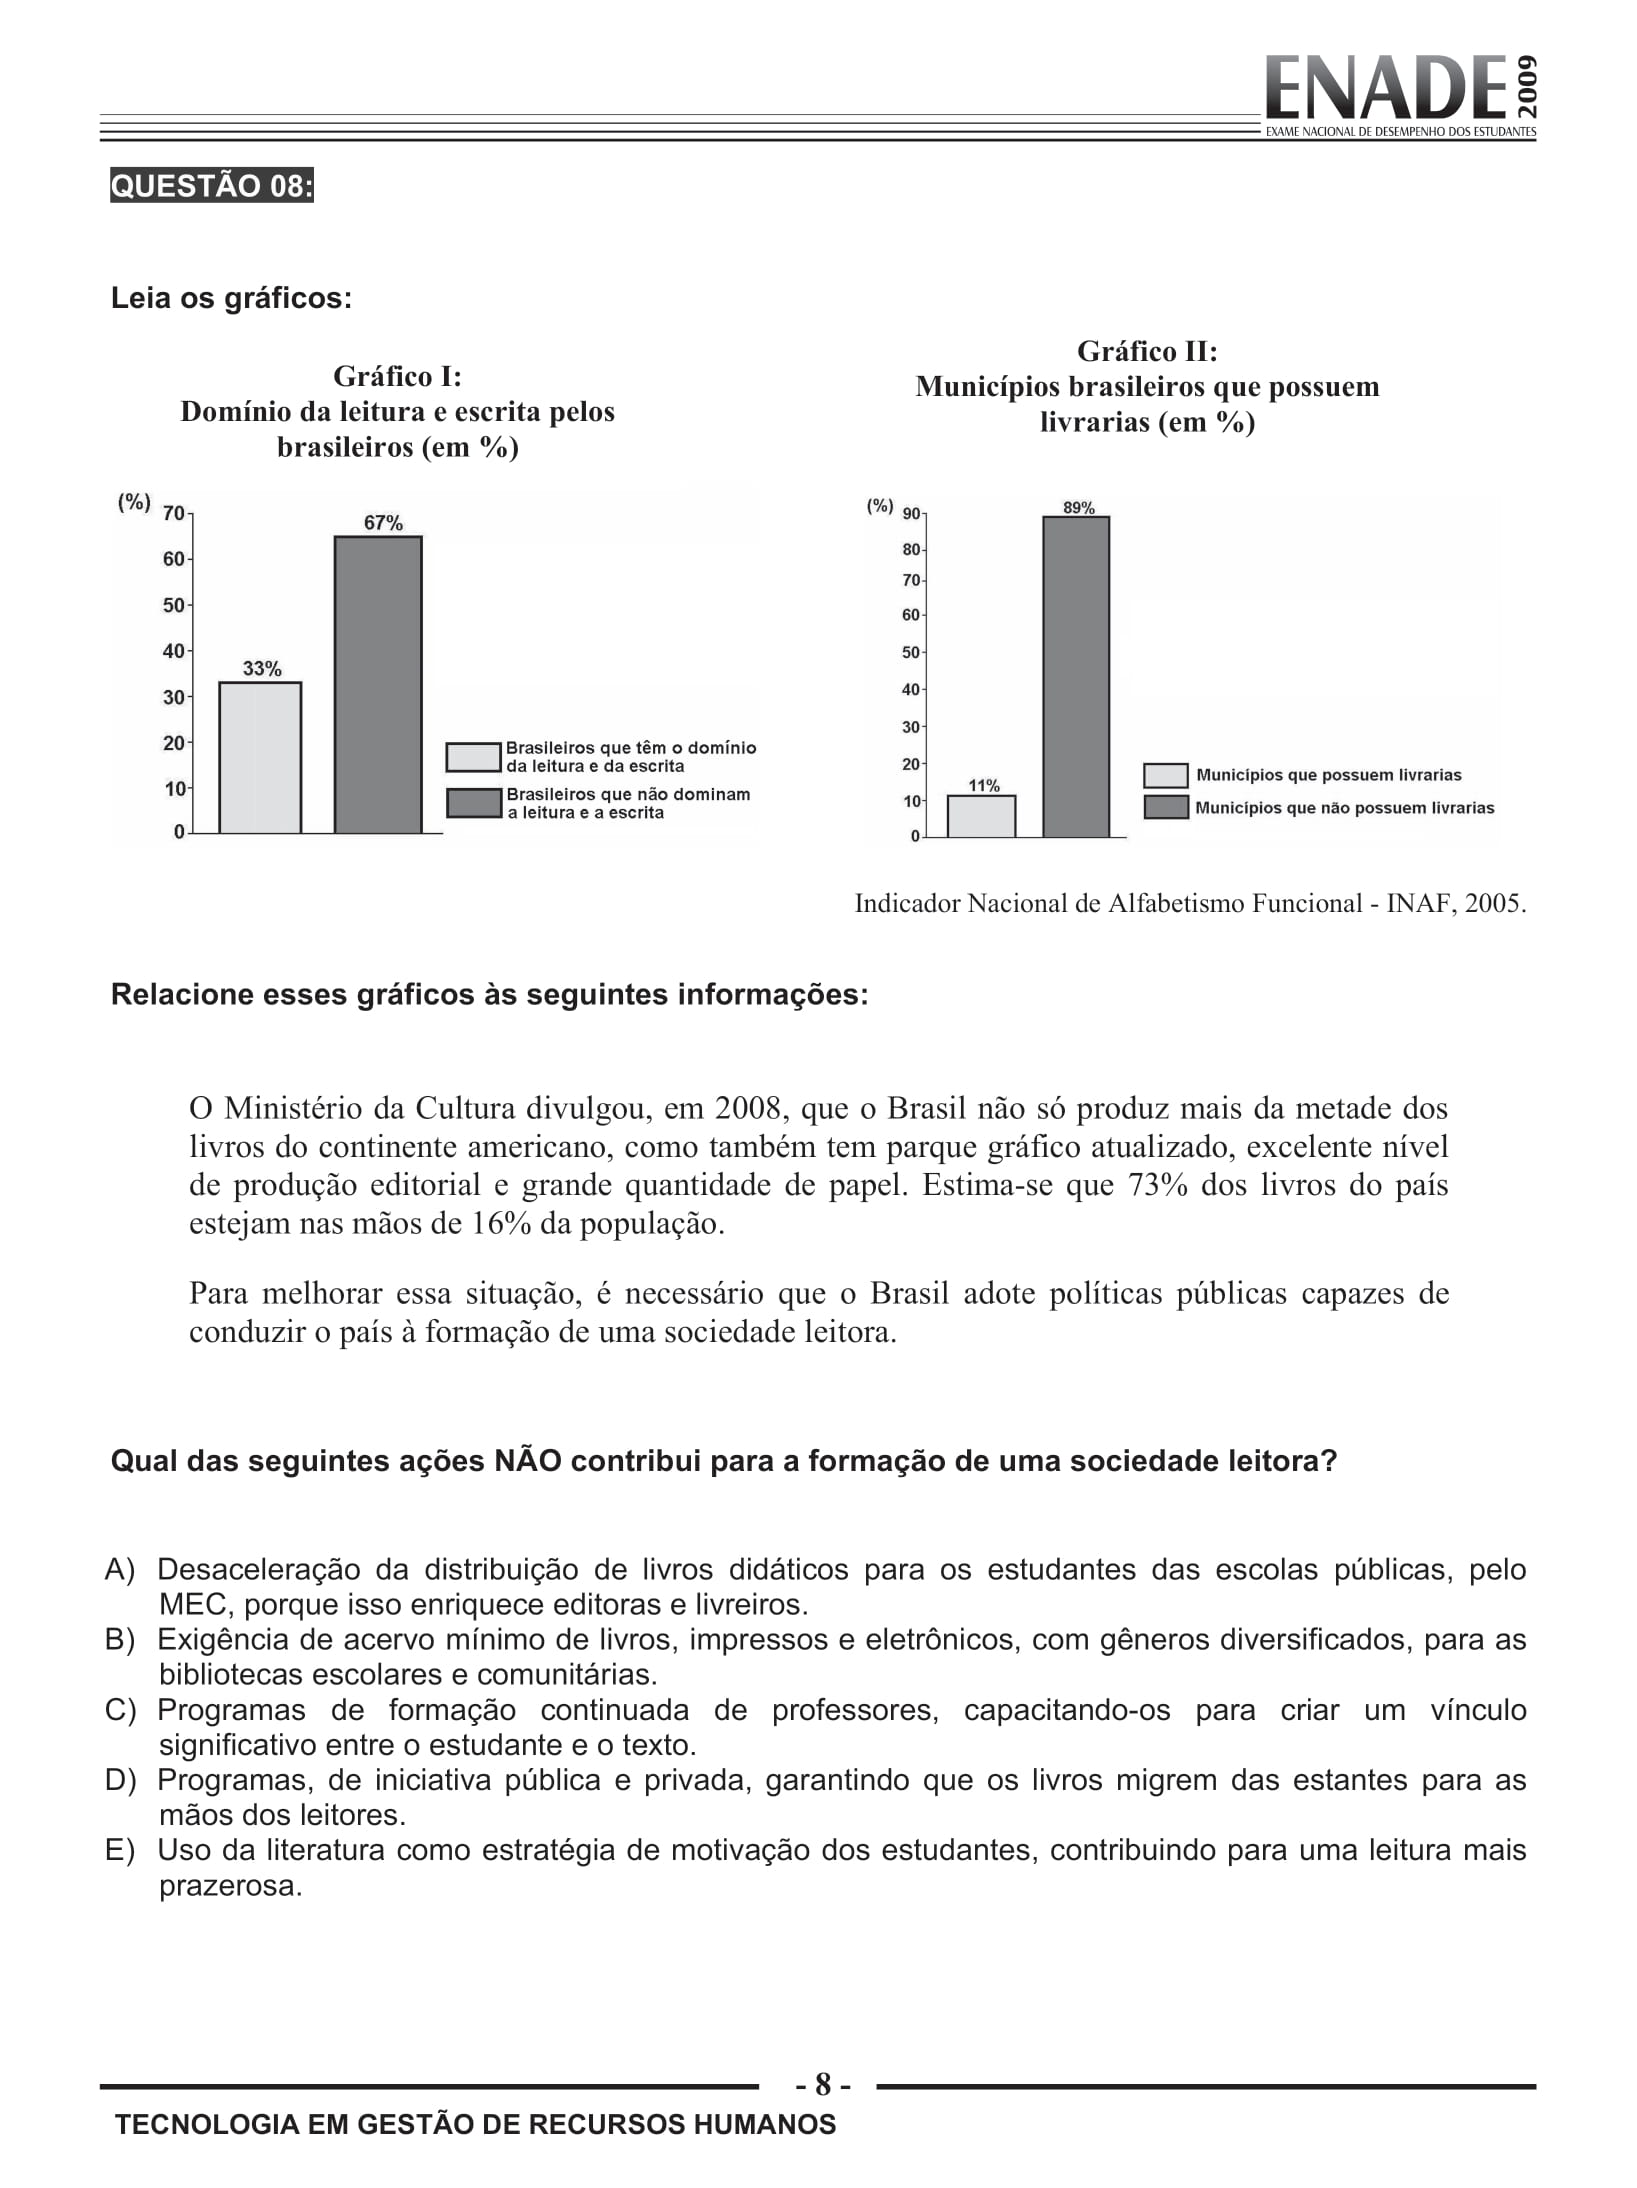 ENADE 2009
EXAME NACIONAL DE DESEMPENHO DOS ESTUDANTES
QUESTÃO 08:
Leia os gráficos:
Gráfico I:
Domínio da leitura e escrita pelos
brasileiros (em %)
(%)
70
60
50
40
30
20
10
0
33%
67%
Brasileiros que têm o domínio
da leitura e da escrita
Brasileiros que não dominam
a leitura e a escrita
Gráfico II:
Municípios brasileiros que possuem
livrarias (em %)
(%)
90
80
70
60
50
40
30
20
10
0
11%
89%
Municípios que possuem livrarias
Municípios que não possuem livrarias
Indicador Nacional de Alfabetismo Funcional - INAF, 2005.
Relacione esses gráficos às seguintes informações:
O Ministério da Cultura divulgou, em 2008, que o Brasil não só produz mais da metade dos
livros do continente americano, como também tem parque gráfico atualizado, excelente nível
de produção editorial e grande quantidade de papel. Estima-se que 73% dos livros do país
estejam nas mãos de 16% da população.
Para melhorar essa situação, é necessário que o Brasil adote políticas públicas capazes de
conduzir o país à formação de uma sociedade leitora.
Qual das seguintes ações NÃO contribui para a formação de uma sociedade leitora?
A) Desaceleração da distribuição de livros didáticos para os estudantes das escolas públicas, pelo
MEC, porque isso enriquece editoras e livreiros.
B) Exigência de acervo mínimo de livros, impressos e eletrônicos, com gêneros diversificados, para as
bibliotecas escolares e comunitárias.
C) Programas de formação continuada de professores, capacitando-os para criar um vínculo
significativo entre o estudante e o texto.
D) Programas, de iniciativa pública e privada, garantindo que os livros migrem das estantes para as
mãos dos leitores.
E) Uso da literatura como estratégia de motivação dos estudantes, contribuindo para uma leitura mais
prazerosa.
- 8 -
TECNOLOGIA EM GESTÃO DE RECURSOS HUMANOS